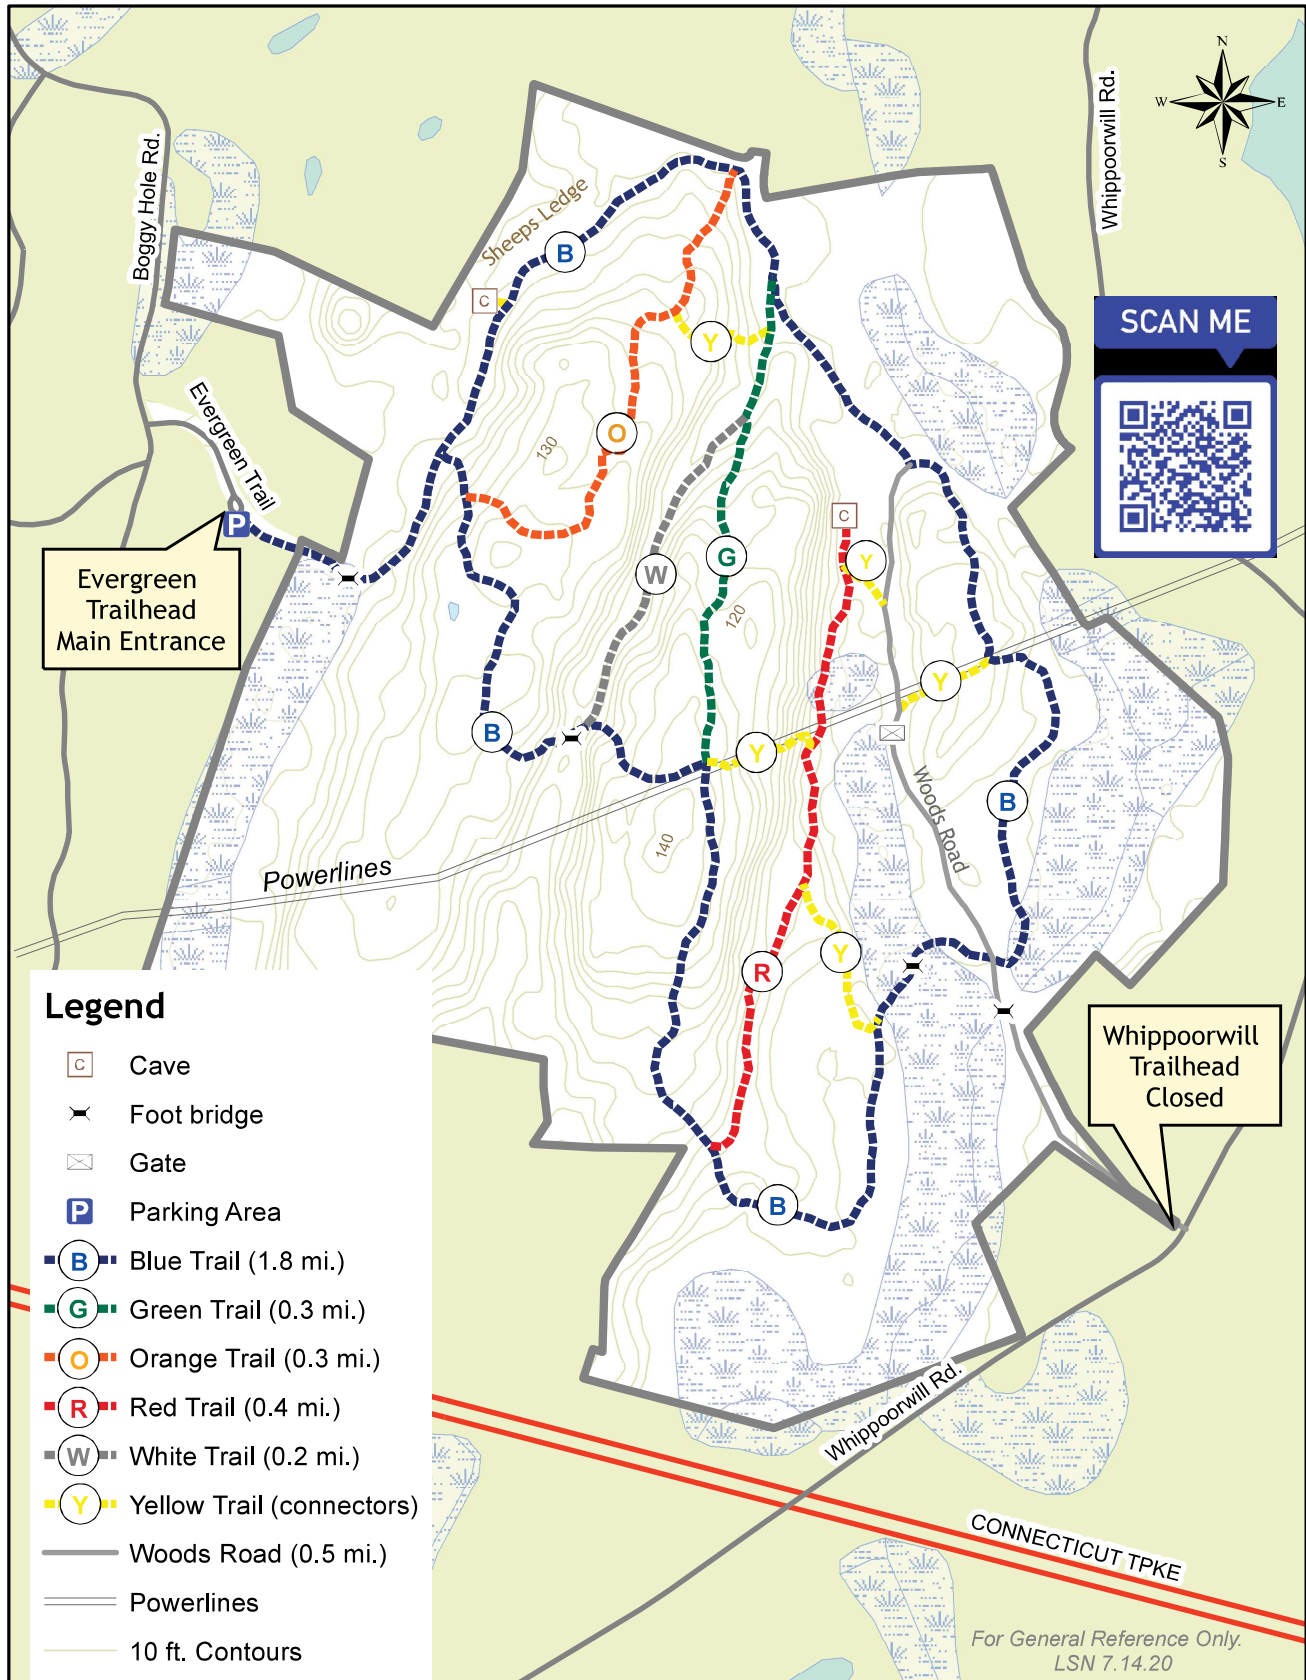 N
W
E
S
Boggy Hole Rd.
Whippoorwill Rd.
Sheeps Ledge
B
C
SCAN ME
Y
Evergreen Trail
O
130
P
C
G
Y
W
Evergreen
Trailhead
Main Entrance
120
Y
B
Y
B
Woods Road
140
Powerlines
Y
R
Whippoorwill
Trailhead
Closed
B
Whippoorwill Rd.
CONNECTICUT TPKE
Legend
C Cave
Foot bridge
Gate
P Parking Area
B Blue Trail (1.8 mi.)
G Green Trail (0.3 mi.)
O Orange Trail (0.3 mi.)
R Red Trail (0.4 mi.)
W White Trail (0.2 mi.)
Y Yellow Trail (connectors)
Woods Road (0.5 mi.)
Powerlines
10 ft. Contours
For General Reference Only.
LSN 7.14.20